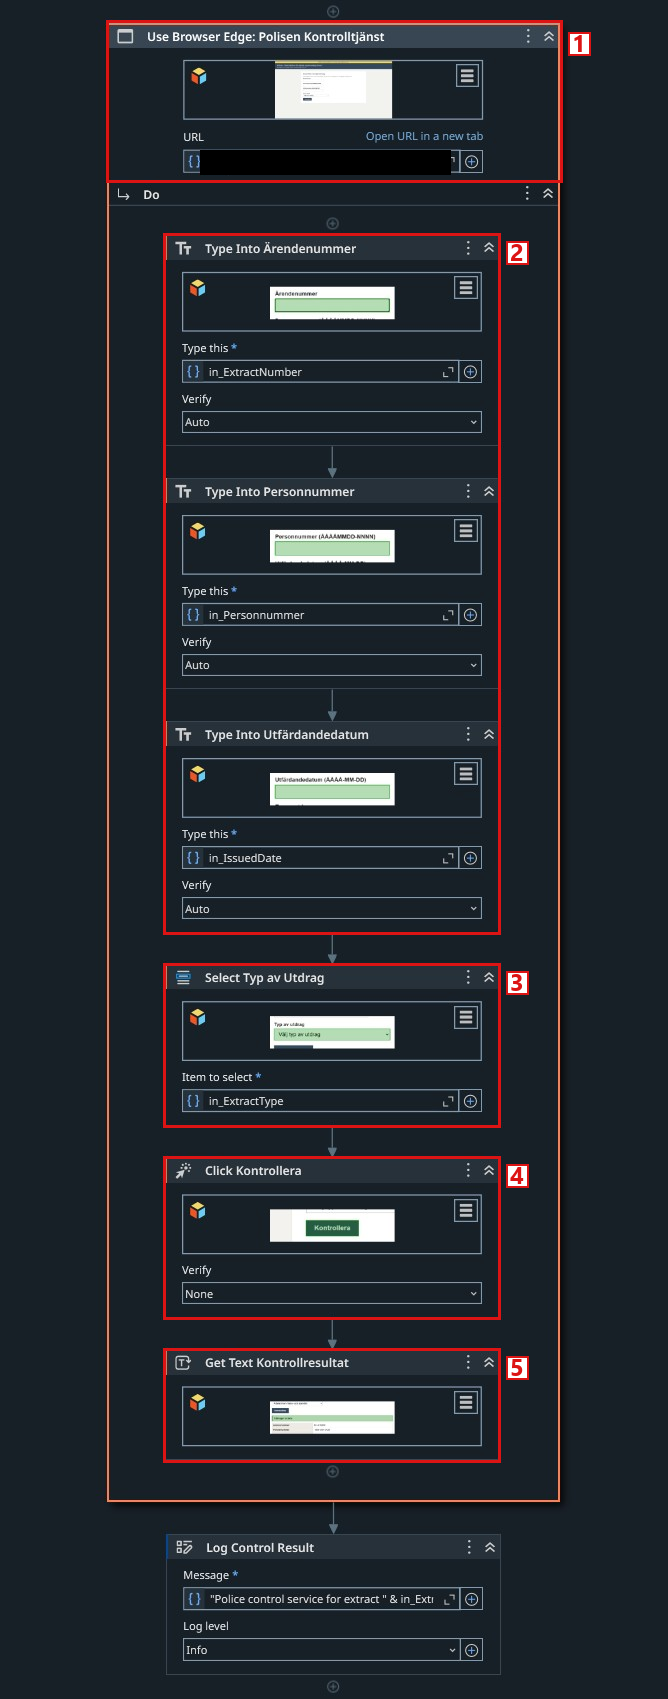 Use Browser Edge: Polisen Kontrolltjänst
1
URL
Open URL in a new tab
Do
Type Into Ärendenummer
2
Ärendenummer
Type this *
in_ExtractNumber
Verify
Auto
Type Into Personnummer
Personnummer (ÅÅÅÅMMDD-NNNN)
Type this *
in_Personnummer
Verify
Auto
Type Into Utfärdandedatum
Utfärdandedatum (ÅÅÅÅ-MM-DD)
Type this *
in_IssuedDate
Verify
Auto
Select Typ av Utdrag
3
Typ av utdrag
Välj typ av utdrag
Item to select *
in_ExtractType
Click Kontrollera
4
Kontrollera
Verify
None
Get Text Kontrollresultat
5
Log Control Result
Message *
"Police control service for extract " & in_Extr
Log level
Info